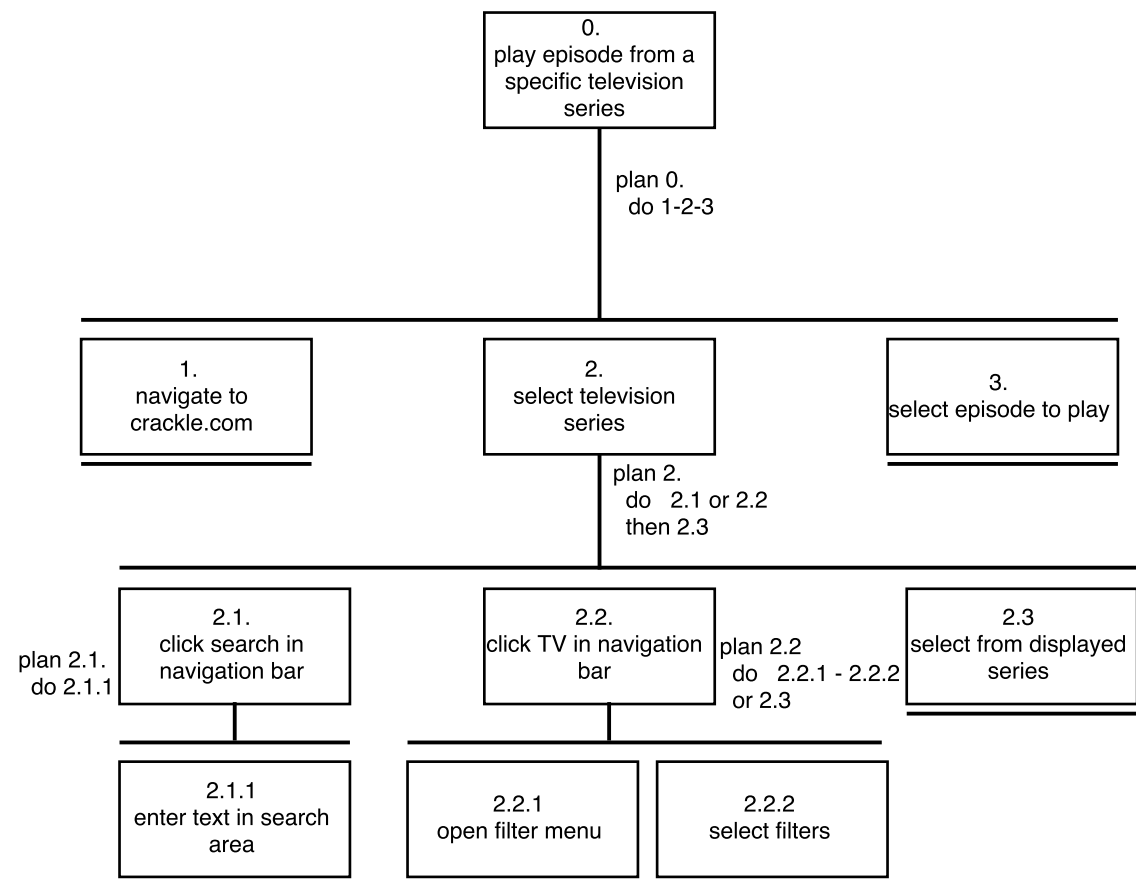 0.
play episode from a
specific television
series
plan 0.
do 1-2-3
1.
navigate to
crackle.com
2.
select television
series
3.
select episode to play
plan 2.
do 2.1 or 2.2
then 2.3
plan 2.1.
do 2.1.1
2.1.
click search in
navigation bar
2.2.
click TV in navigation
bar
plan 2.2
do 2.2.1 - 2.2.2
or 2.3
2.3
select from displayed
series
2.1.1
enter text in search
area
2.2.1
open filter menu
2.2.2
select filters